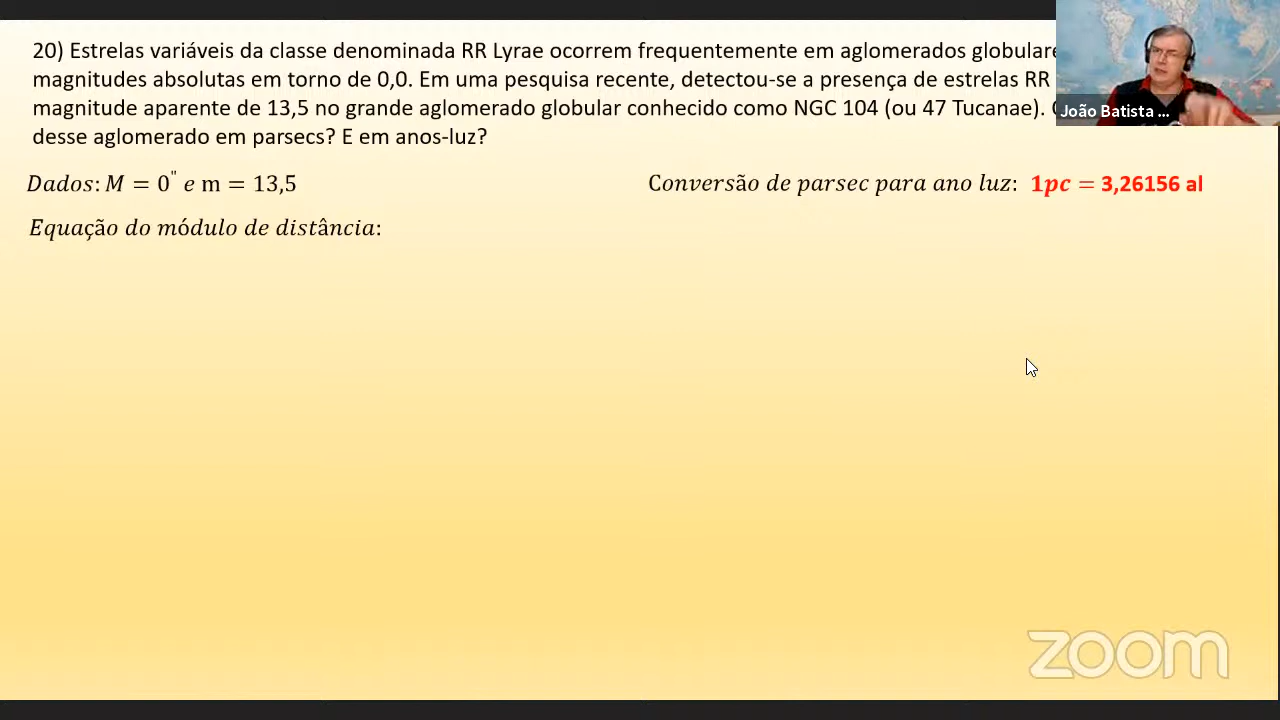 20) Estrelas variáveis da classe denominada RR Lyrae ocorrem frequentemente em aglomerados
magnitudes absolutas em torno de 0,0. Em uma pesquisa recente, detectou-se a presença de estrelas RR
magnitude aparente de 13,5 no grande aglomerado globular conhecido como NGC 104 (ou 47 Tucanae).
desse aglomerado em parsecs? E em anos-luz?
João Batista ...
Dados: M = 0" e m = 13,5
Conversão de parsec para ano luz: 1pc = 3,26156 al
Equação do módulo de distância:
zoom